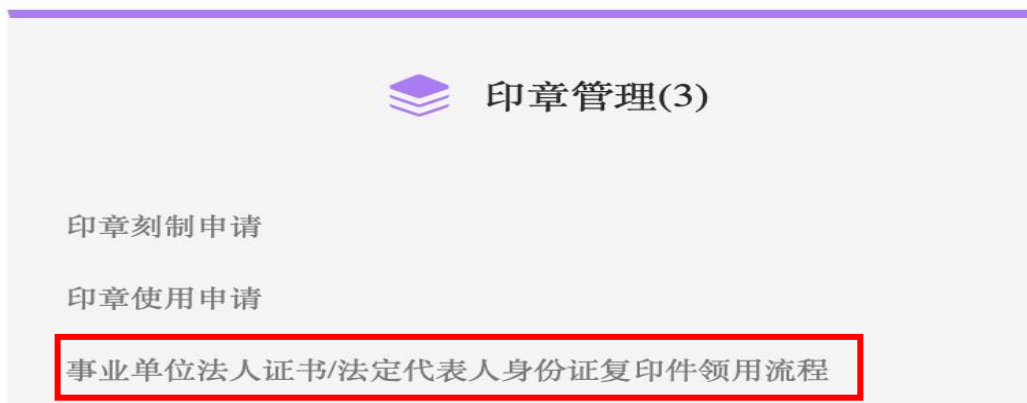 印章管理(3)
印章刻制申请
印章使用申请
事业单位法人证书/法定代表人身份证复印件领用流程